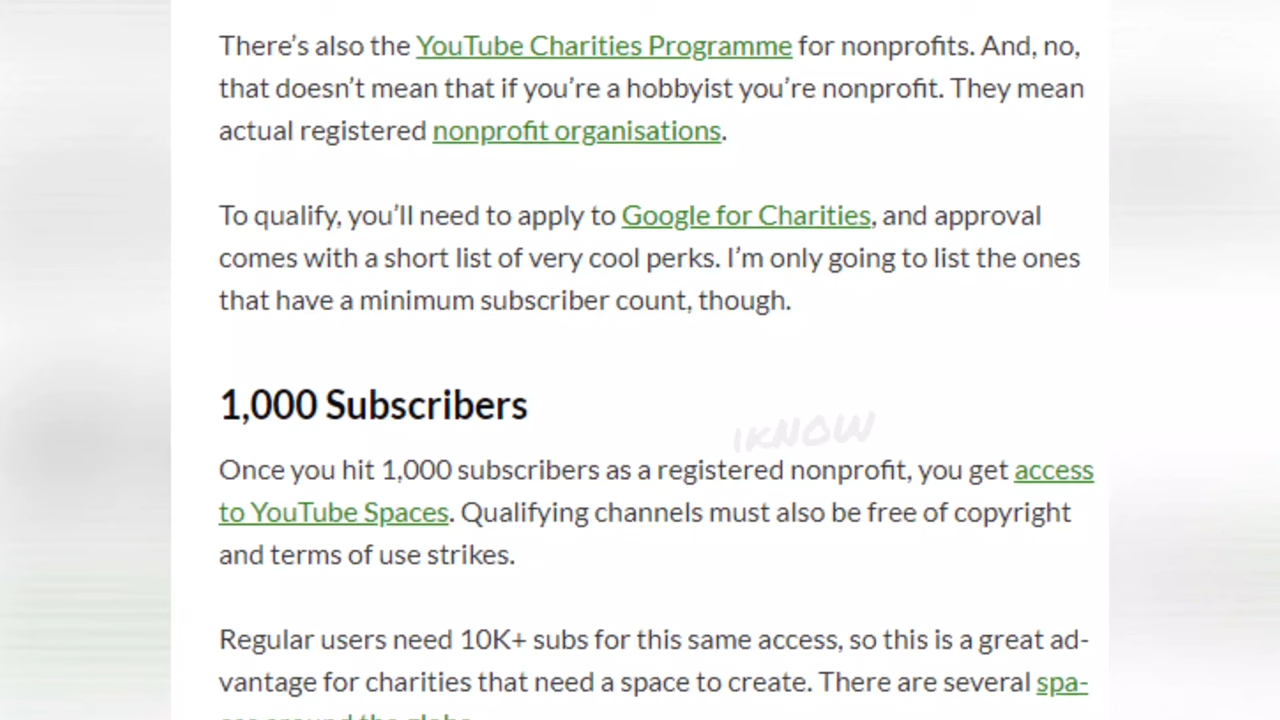 There's also the YouTube Charities Programme for nonprofits. And, no,
that doesn't mean that if you're a hobbyist you're nonprofit. They mean
actual registered nonprofit organisations.
To qualify, you'll need to apply to Google for Charities, and approval
comes with a short list of very cool perks. I'm only going to list the ones
that have a minimum subscriber count, though.
1,000 Subscribers
iKNOW
Once you hit 1,000 subscribers as a registered nonprofit, you get access
to YouTube Spaces. Qualifying channels must also be free of copyright
and terms of use strikes.
Regular users need 10K+ subs for this same access, so this is a great ad-
vantage for charities that need a space to create. There are several spa-
ces around the globe.